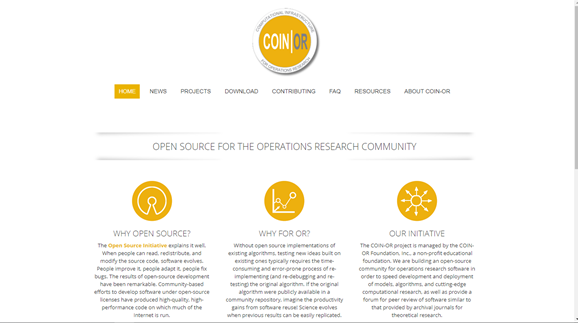 COMPUTATIONAL INFRASTRUCTURE
COIN|OR
FOR OPERATIONS RESEARCH
HOME NEWS PROJECTS DOWNLOAD CONTRIBUTING FAQ RESOURCES ABOUT COIN-OR
OPEN SOURCE FOR THE OPERATIONS RESEARCH COMMUNITY
WHY OPEN SOURCE?
The Open Source Initiative explains it well.
When people can read, redistribute, and
modify the source code, software evolves.
People improve it, people adapt it, people fix
bugs. The results of open-source development
have been remarkable. Community-based
efforts to develop software under open-source
licenses have produced high-quality, high-
performance code on which much of the
Internet is run.
WHY FOR OR?
Without open source implementations of
existing algorithms, testing new ideas built on
existing ones typically requires the time-
consuming and error-prone process of re-
implementing (and re-debugging and re-
testing) the original algorithm. If the original
algorithm were publicly available in a
community repository, imagine the productivity
gains from software reuse! Science evolves
when previous results can be easily replicated.
OUR INITIATIVE
The COIN-OR project is managed by the COIN-
OR Foundation, Inc., a non-profit educational
foundation. We are building an open-source
community for operations research software in
order to speed development and deployment
of models, algorithms, and cutting-edge
computational research, as well as provide a
forum for peer review of software similar to
that provided by archival journals for
theoretical research.